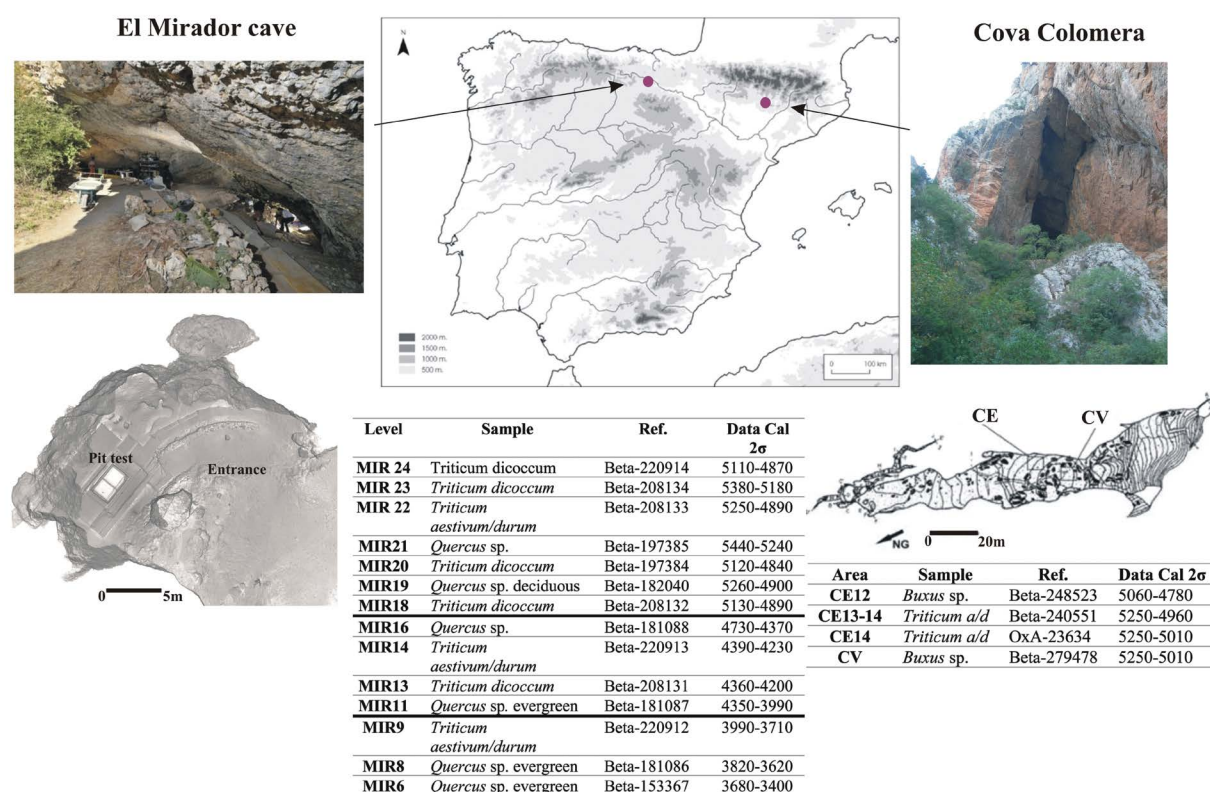 El Mirador cave
Cova Colomera
N
2000 m.
1500 m.
1000 m.
500 m.
0 100 km
Pit test
Entrance
0 5m
Level Sample Ref. Data Cal
2σ
MIR 24 Triticum dicoccum Beta-220914 5110-4870
MIR 23 Triticum dicoccum Beta-208134 5380-5180
MIR 22 Triticum Beta-208133 5250-4890
aestivum/durum
MIR21 Quercus sp. Beta-197385 5440-5240
MIR20 Triticum dicoccum Beta-197384 5120-4840
MIR19 Quercus sp. deciduous Beta-182040 5260-4900
MIR18 Triticum dicoccum Beta-208132 5130-4890
MIR16 Quercus sp. Beta-181088 4730-4370
MIR14 Triticum Beta-220913 4390-4230
aestivum/durum
MIR13 Triticum dicoccum Beta-208131 4360-4200
MIR11 Quercus sp. evergreen Beta-181087 4350-3990
MIR9 Triticum Beta-220912 3990-3710
aestivum/durum
MIR8 Quercus sp. evergreen Beta-181086 3820-3620
MIR6 Quercus sp. evergreen Beta-153367 3680-3400
CE CV
NG
0 20m
Area Sample Ref. Data Cal 2σ
CE12 Buxus sp. Beta-248523 5060-4780
CE13-14 Triticum a/d Beta-240551 5250-4960
CE14 Triticum a/d OxA-23634 5250-5010
CV Buxus sp. Beta-279478 5250-5010